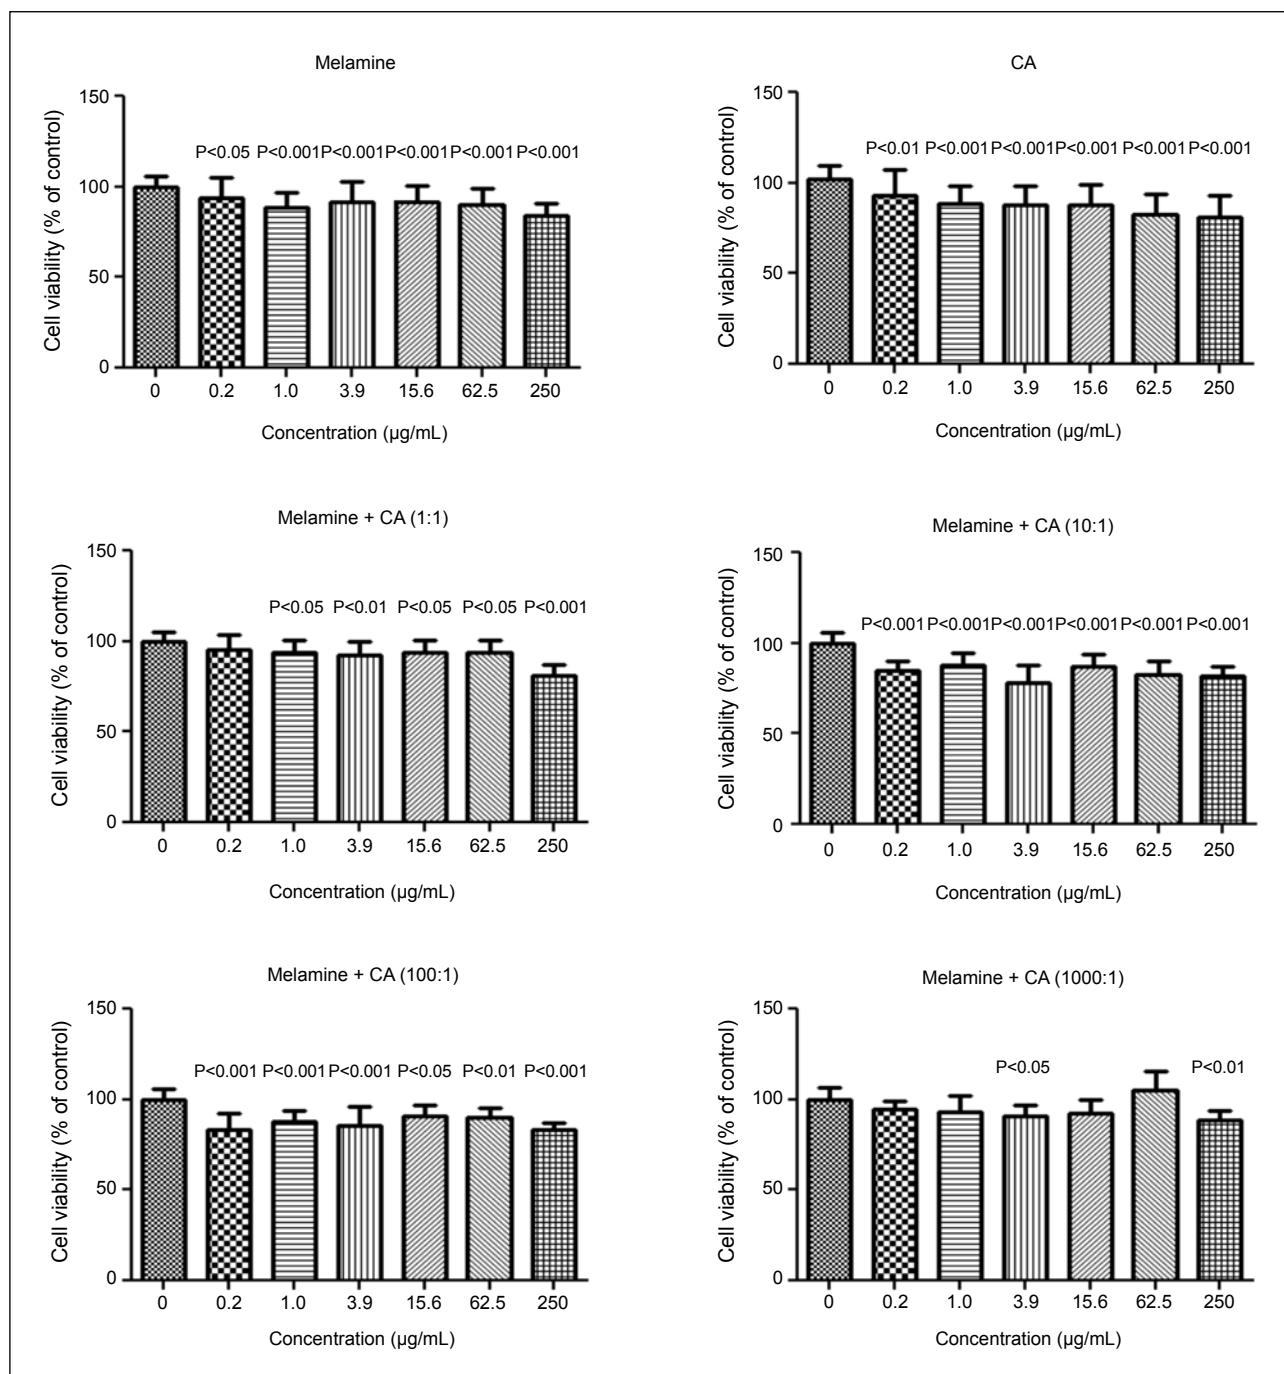 Melamine
150
100
50
0
Cell viability (% of control)
P<0.05 P<0.001 P<0.001 P<0.001 P<0.001 P<0.001
0 0.2 1.0 3.9 15.6 62.5 250
Concentration (µg/mL)
CA
150
100
50
0
Cell viability (% of control)
P<0.01 P<0.001 P<0.001 P<0.001 P<0.001 P<0.001
0 0.2 1.0 3.9 15.6 62.5 250
Concentration (µg/mL)
Melamine + CA (1:1)
150
100
50
0
Cell viability (% of control)
P<0.05 P<0.01 P<0.05 P<0.05 P<0.001
0 0.2 1.0 3.9 15.6 62.5 250
Concentration (µg/mL)
Melamine + CA (10:1)
150
100
50
0
Cell viability (% of control)
P<0.001 P<0.001 P<0.001 P<0.001 P<0.001 P<0.001
0 0.2 1.0 3.9 15.6 62.5 250
Concentration (µg/mL)
Melamine + CA (100:1)
150
100
50
0
Cell viability (% of control)
P<0.001 P<0.001 P<0.001 P<0.05 P<0.01 P<0.001
0 0.2 1.0 3.9 15.6 62.5 250
Concentration (µg/mL)
Melamine + CA (1000:1)
150
100
50
0
Cell viability (% of control)
P<0.05 P<0.01
0 0.2 1.0 3.9 15.6 62.5 250
Concentration (µg/mL)